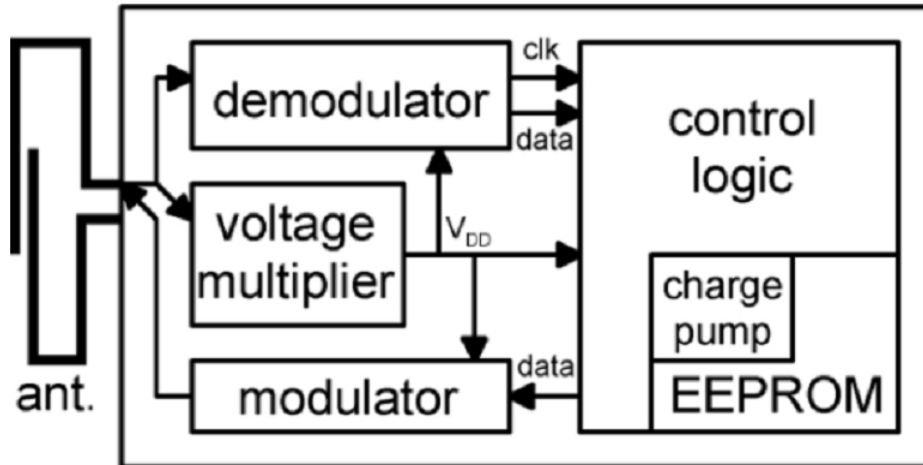 demodulator
clk
data
control
logic
voltage
multiplier
V_DD
charge
pump
EEPROM
modulator
data
ant.